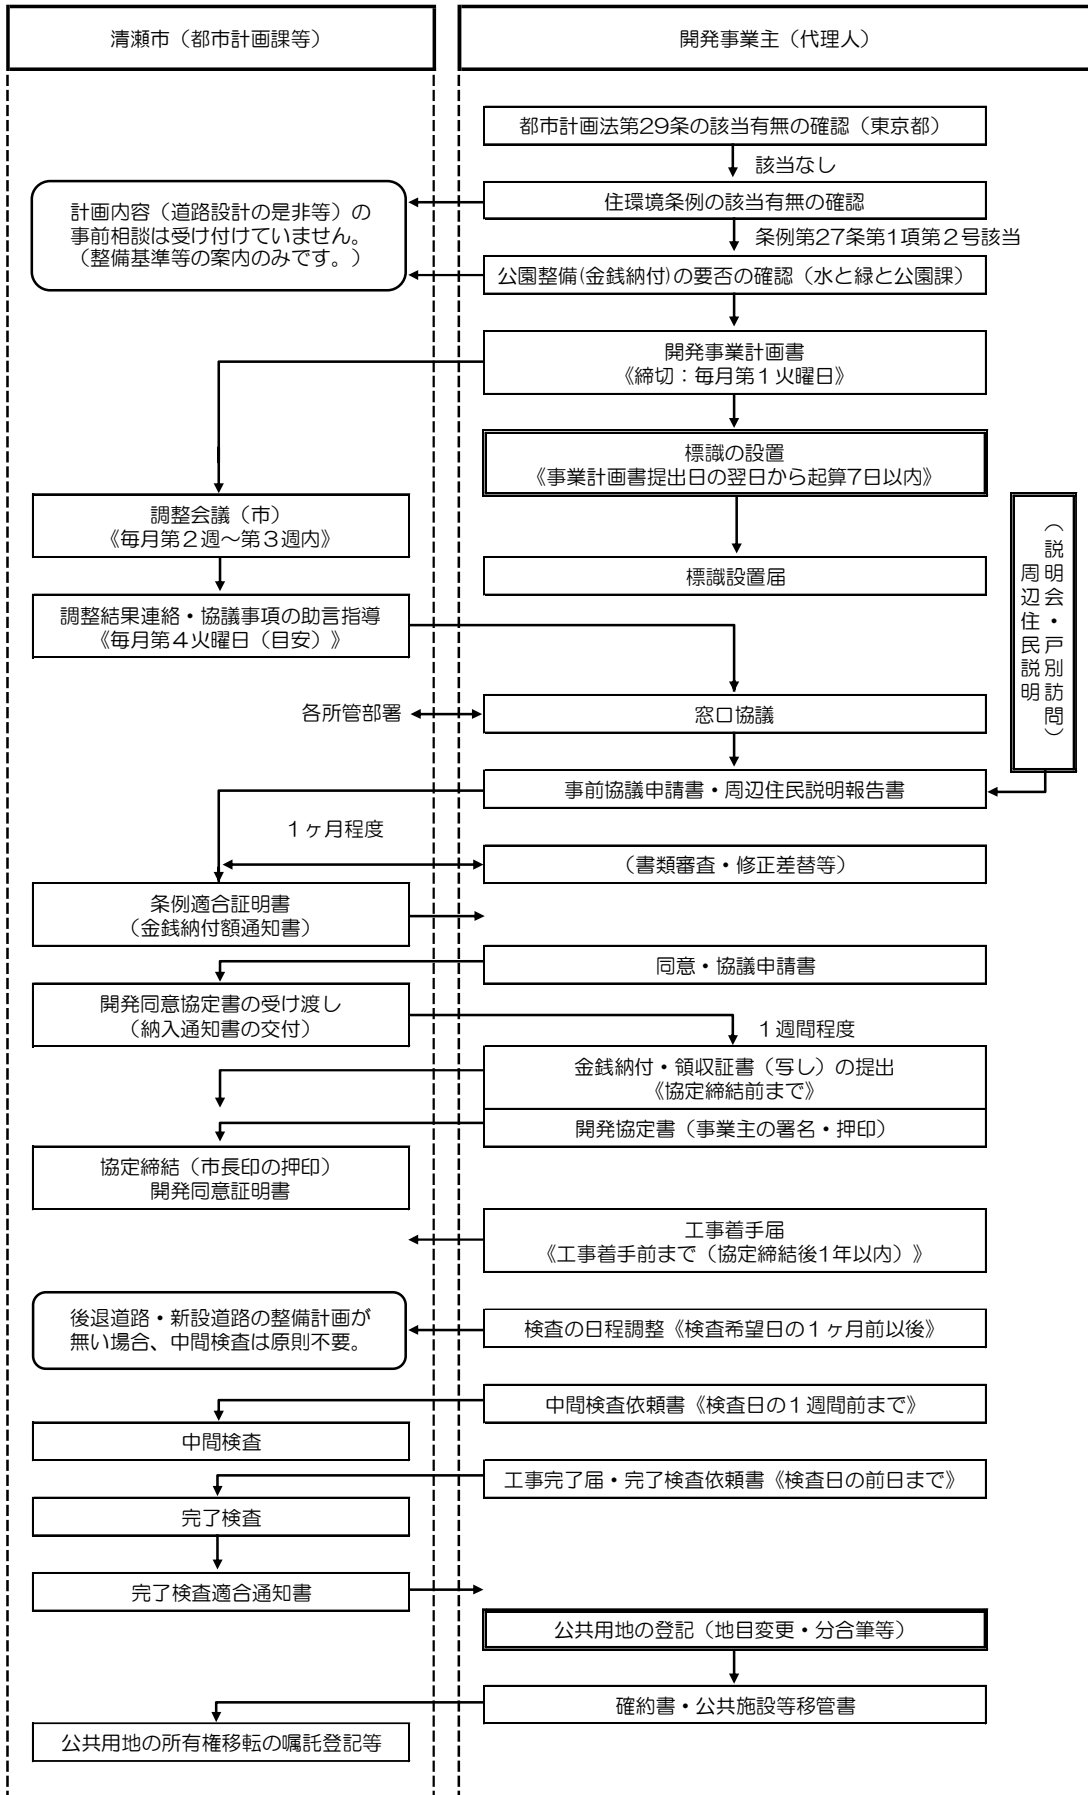 清瀬市（都市計画課等）
開発事業主（代理人）
都市計画法第29条の該当有無の確認（東京都）
該当なし
住環境条例の該当有無の確認
計画内容（道路設計の是非等）の
事前相談は受け付けていません。
（整備基準等の案内のみです。）
条例第27条第1項第２号該当
公園整備(金銭納付)の要否の確認（水と緑と公園課）
開発事業計画書
《締切：毎月第１火曜日》
標識の設置
《事業計画書提出日の翌日から起算7日以内》
調整会議（市）
《毎月第２週～第３週内》
標識設置届
周辺住民説明
（説明会・戸別訪問）
調整結果連絡・協議事項の助言指導
《毎月第４火曜日（目安）》
各所管部署
窓口協議
事前協議申請書・周辺住民説明報告書
１ヶ月程度
（書類審査・修正差替等）
条例適合証明書
（金銭納付額通知書）
同意・協議申請書
開発同意協定書の受け渡し
（納入通知書の交付）
１週間程度
金銭納付・領収証書（写し）の提出
《協定締結前まで》
開発協定書（事業主の署名・押印）
協定締結（市長印の押印）
開発同意証明書
工事着手届
《工事着手前まで（協定締結後1年以内）》
後退道路・新設道路の整備計画が
無い場合、中間検査は原則不要。
検査の日程調整《検査希望日の１ヶ月前以後》
中間検査依頼書《検査日の１週間前まで》
中間検査
工事完了届・完了検査依頼書《検査日の前日まで》
完了検査
完了検査適合通知書
公共用地の登記（地目変更・分合筆等）
確約書・公共施設等移管書
公共用地の所有権移転の嘱託登記等